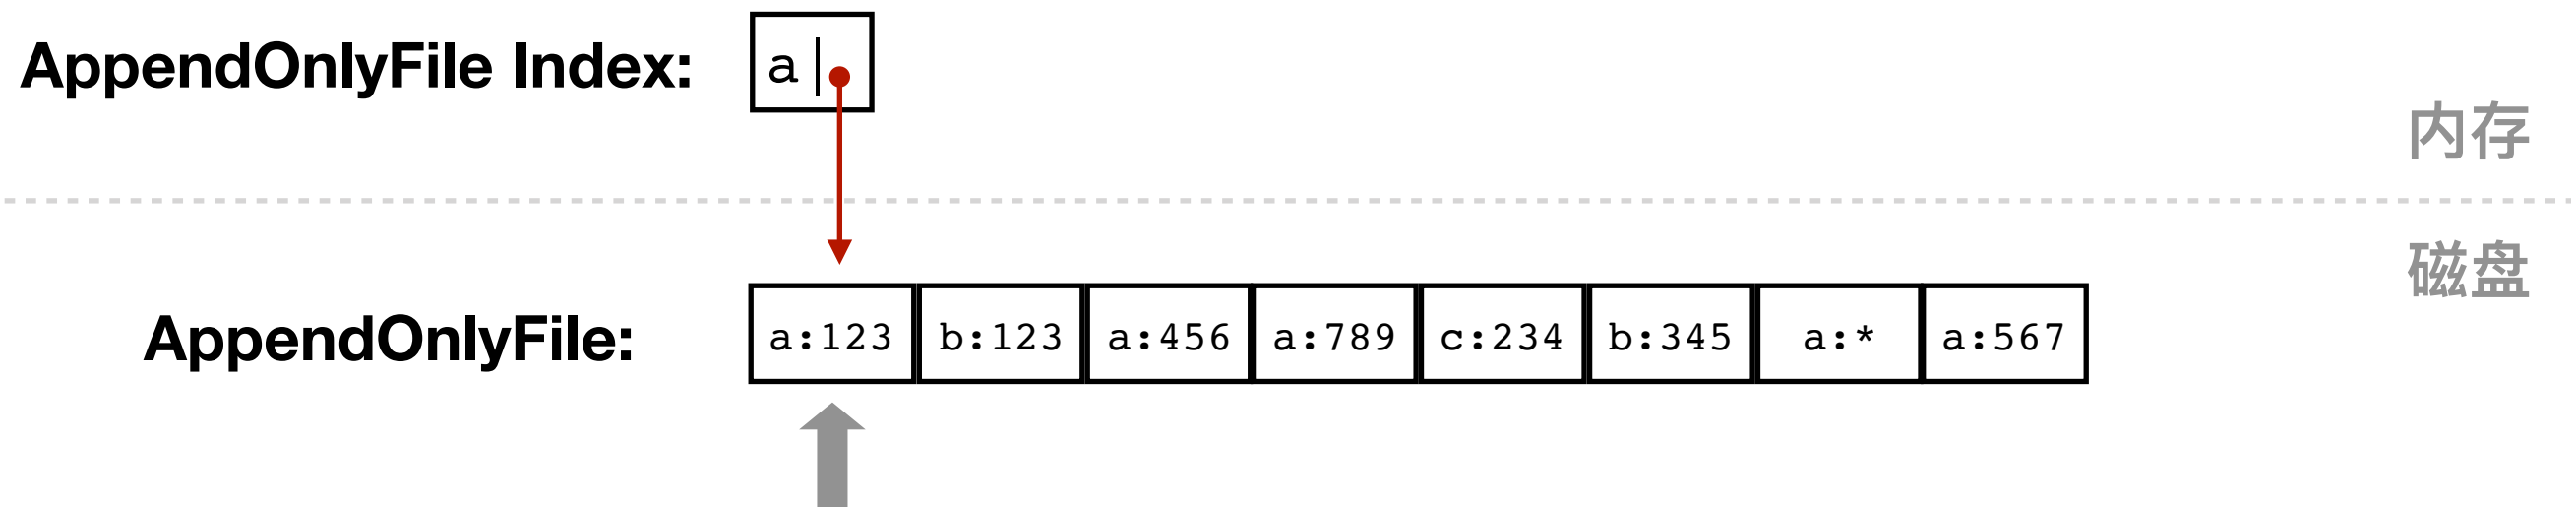 AppendOnlyFile Index: a
内存
磁盘
AppendOnlyFile: a:123 b:123 a:456 a:789 c:234 b:345 a:* a:567